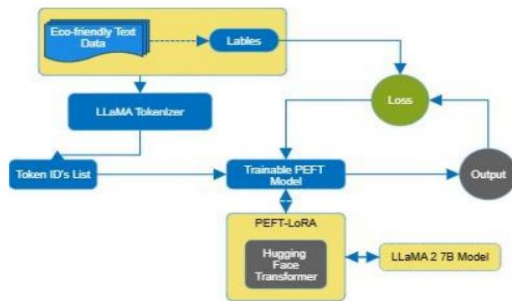 Eco-friendly Text
Data
Lables
LLaMA Tokenizer
Loss
Token ID's List
Trainable PEFT
Model
Output
PEFT-LoRA
Hugging
Face
Transformer
LLaMA 2 7B Model